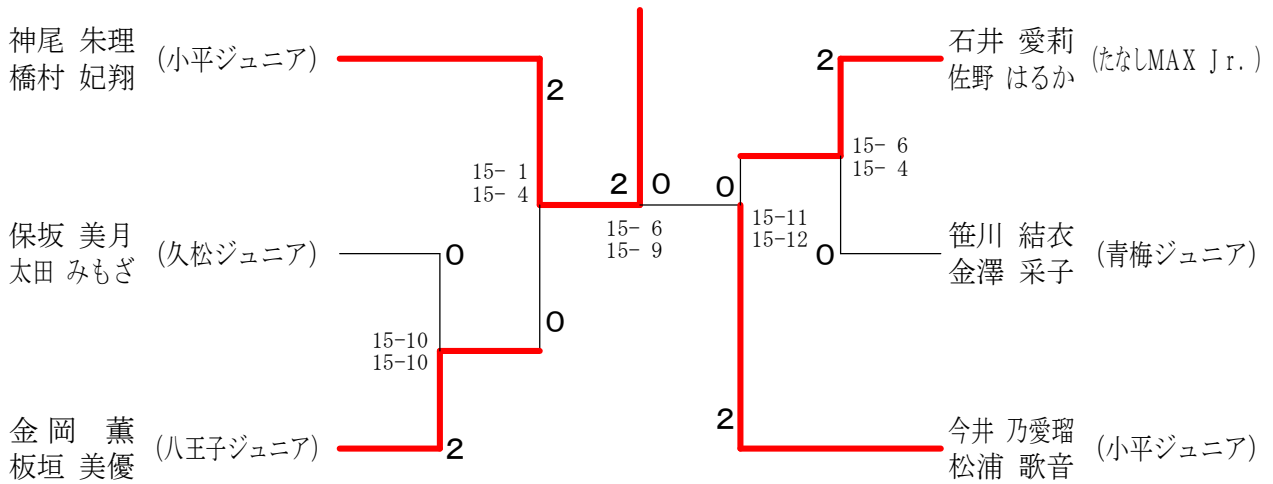 神尾 朱理
橋村 妃翔
(小平ジュニア)
2
15- 1
15- 4
保坂 美月
太田 みもざ
(久松ジュニア)
0
15-10
15-10
0
金岡 薫
板垣 美優
(八王子ジュニア)
2
2 0
15- 6
15- 9
石井 愛莉
佐野 はるか
(たなしMAX Jr.)
2
15- 6
15- 4
0
15-11
15-12
笹川 結衣
金澤 采子
(青梅ジュニア)
0
今井 乃愛瑠
松浦 歌音
(小平ジュニア)
2